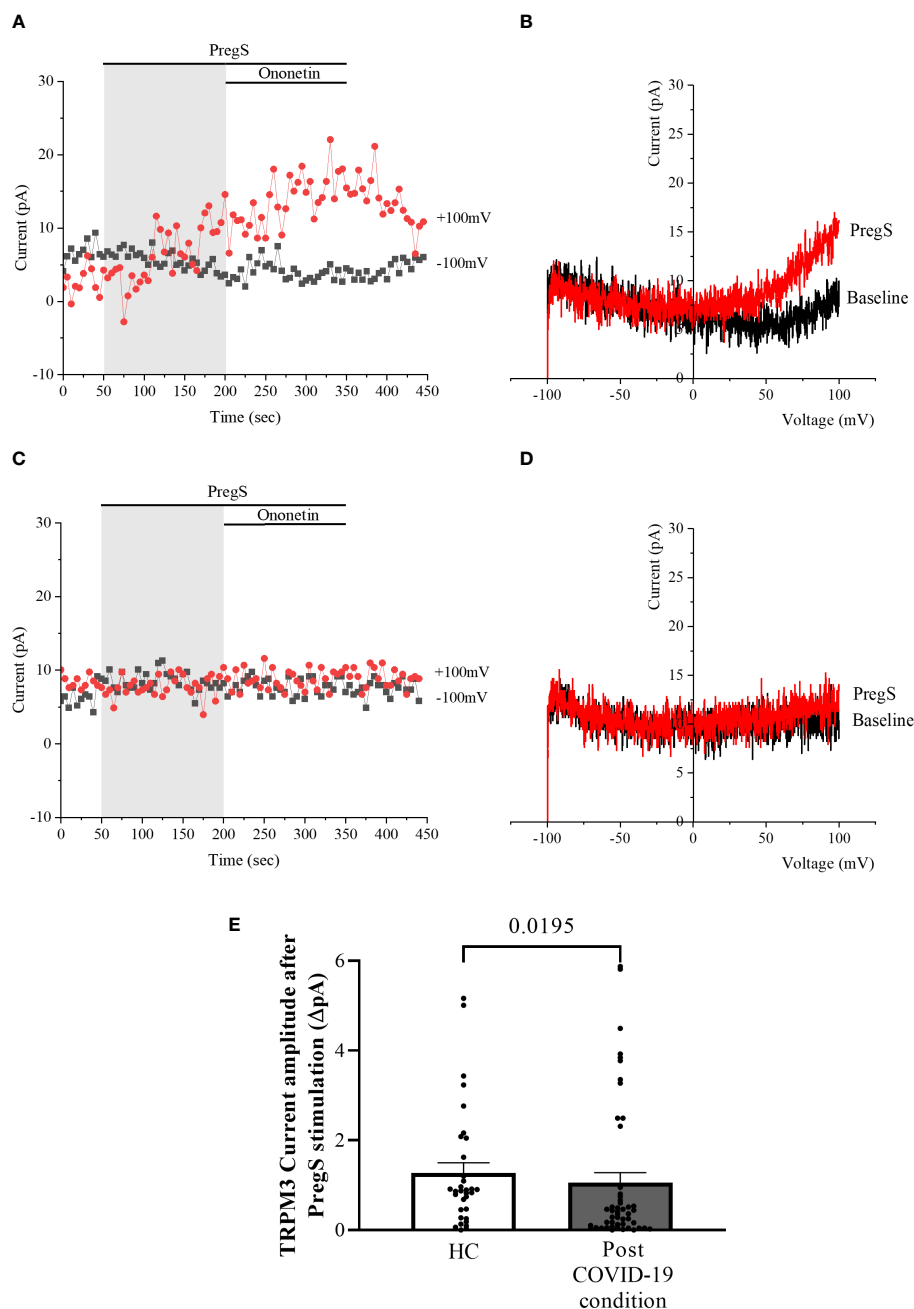 A
PregS
Ononetin
30
20
10
0
-10
Current (pA)
0 50 100 150 200 250 300 350 400 450
Time (sec)
+100mV
-100mV
B
30
25
20
15
10
5
0
Current (pA)
PregS
Baseline
-100 -50 0 50 100
Voltage (mV)
C
PregS
Ononetin
30
20
10
0
-10
Current (pA)
0 50 100 150 200 250 300 350 400 450
Time (sec)
+100mV
-100mV
D
30
25
20
15
10
5
0
Current (pA)
PregS
Baseline
-100 -50 0 50 100
Voltage (mV)
E
0.0195
TRPM3 Current amplitude after
PregS stimulation (ΔpA)
6
4
2
0
HC
Post
COVID-19
condition